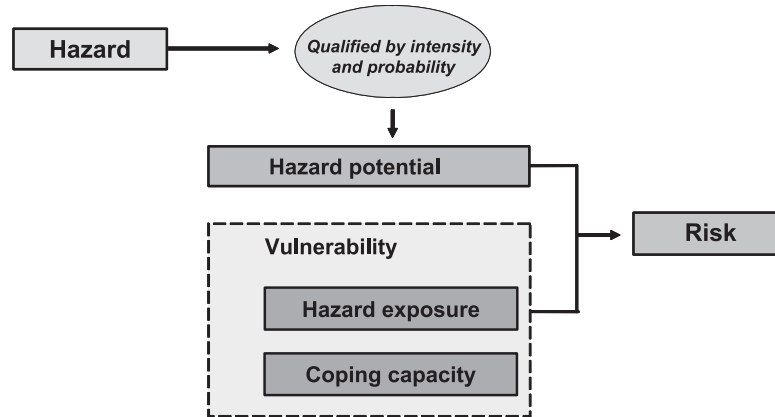 Hazard
Qualified by intensity
and probability
Hazard potential
Vulnerability
Risk
Hazard exposure
Coping capacity